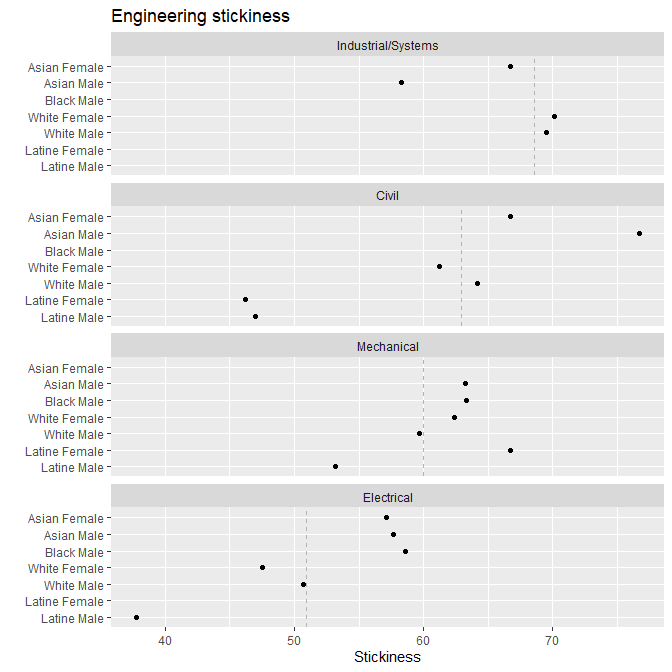 Engineering stickiness
Industrial/Systems
Asian Female
Asian Male
Black Male
White Female
White Male
Latine Female
Latine Male
Civil
Asian Female
Asian Male
Black Male
White Female
White Male
Latine Female
Latine Male
Mechanical
Asian Female
Asian Male
Black Male
White Female
White Male
Latine Female
Latine Male
Electrical
Asian Female
Asian Male
Black Male
White Female
White Male
Latine Female
Latine Male
40 50 60 70
Stickiness